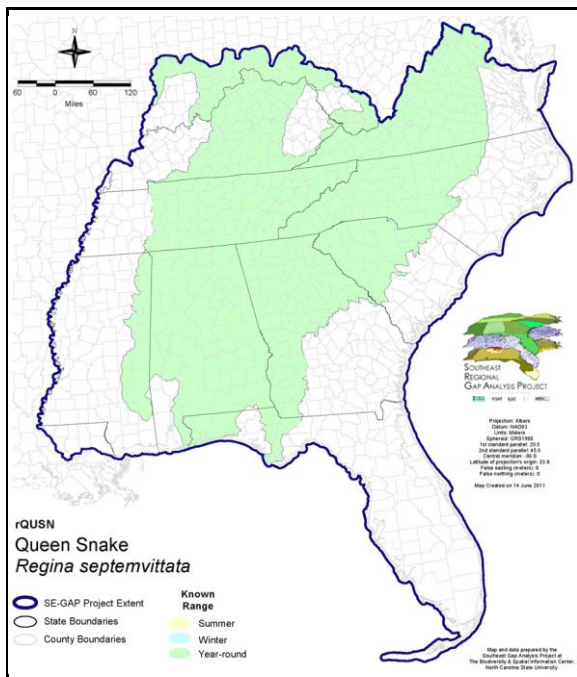 N
60 0 60 120
Miles
SOUTHEAST
REGIONAL
GAP ANALYSIS PROJECT
Projection: Albers
Datum: NAD83
Units: Meters
Spheroid: GRS1980
1st standard parallel: 29.5
2nd standard parallel: 45.5
Central meridian: -96.0
Latitude of projection's origin: 23.0
False easting (meters): 0
False northing (meters): 0
Map Created on 14 June 2011
rQUSN
Queen Snake
Regina septemvittata
SE-GAP Project Extent
State Boundaries
County Boundaries
Known
Range
Summer
Winter
Year-round
Map and data prepared by the
Southeast Gap Analysis Project at
The Biodiversity & Spatial Information Center,
North Carolina State University.